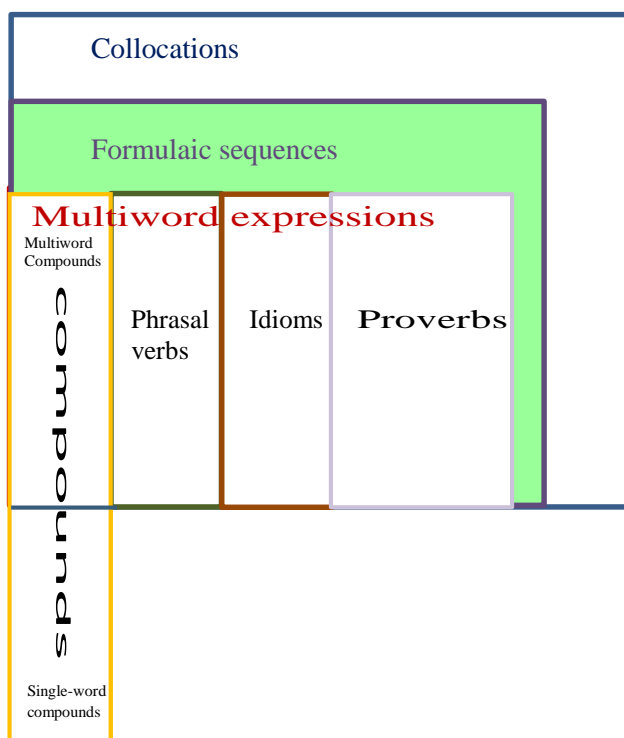 Collocations
Formulaic sequences
Multiword expressions
Multiword
Compounds
compounds
Phrasal
verbs
Idioms
Proverbs
Single-word
compounds